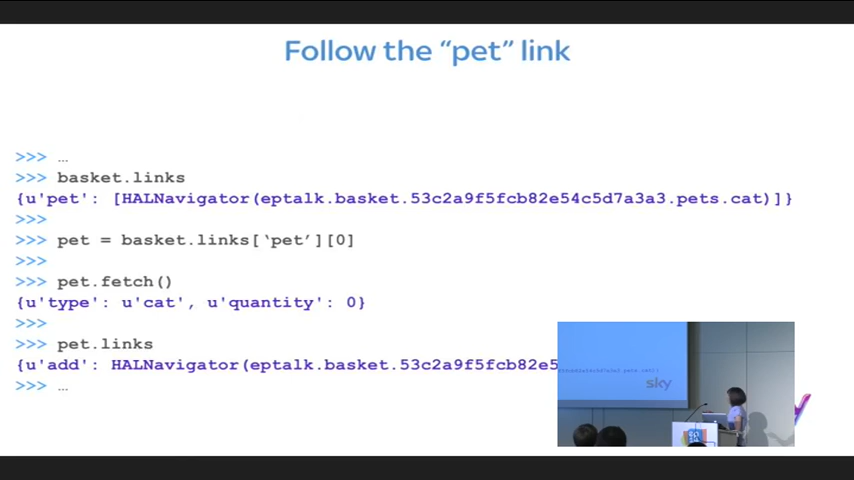 Follow the “pet” link
>>> …
>>> basket.links
{u'pet': [HALNavigator(eptalk.basket.53c2a9f5fcb82e54c5d7a3a3.pets.cat)]}
>>>
>>> pet = basket.links[‘pet’][0]
>>>
>>> pet.fetch()
{u'type': u'cat', u'quantity': 0}
>>>
>>> pet.links
{u'add': HALNavigator(eptalk.basket.53c2a9f5fcb82e5
>>> …
sky